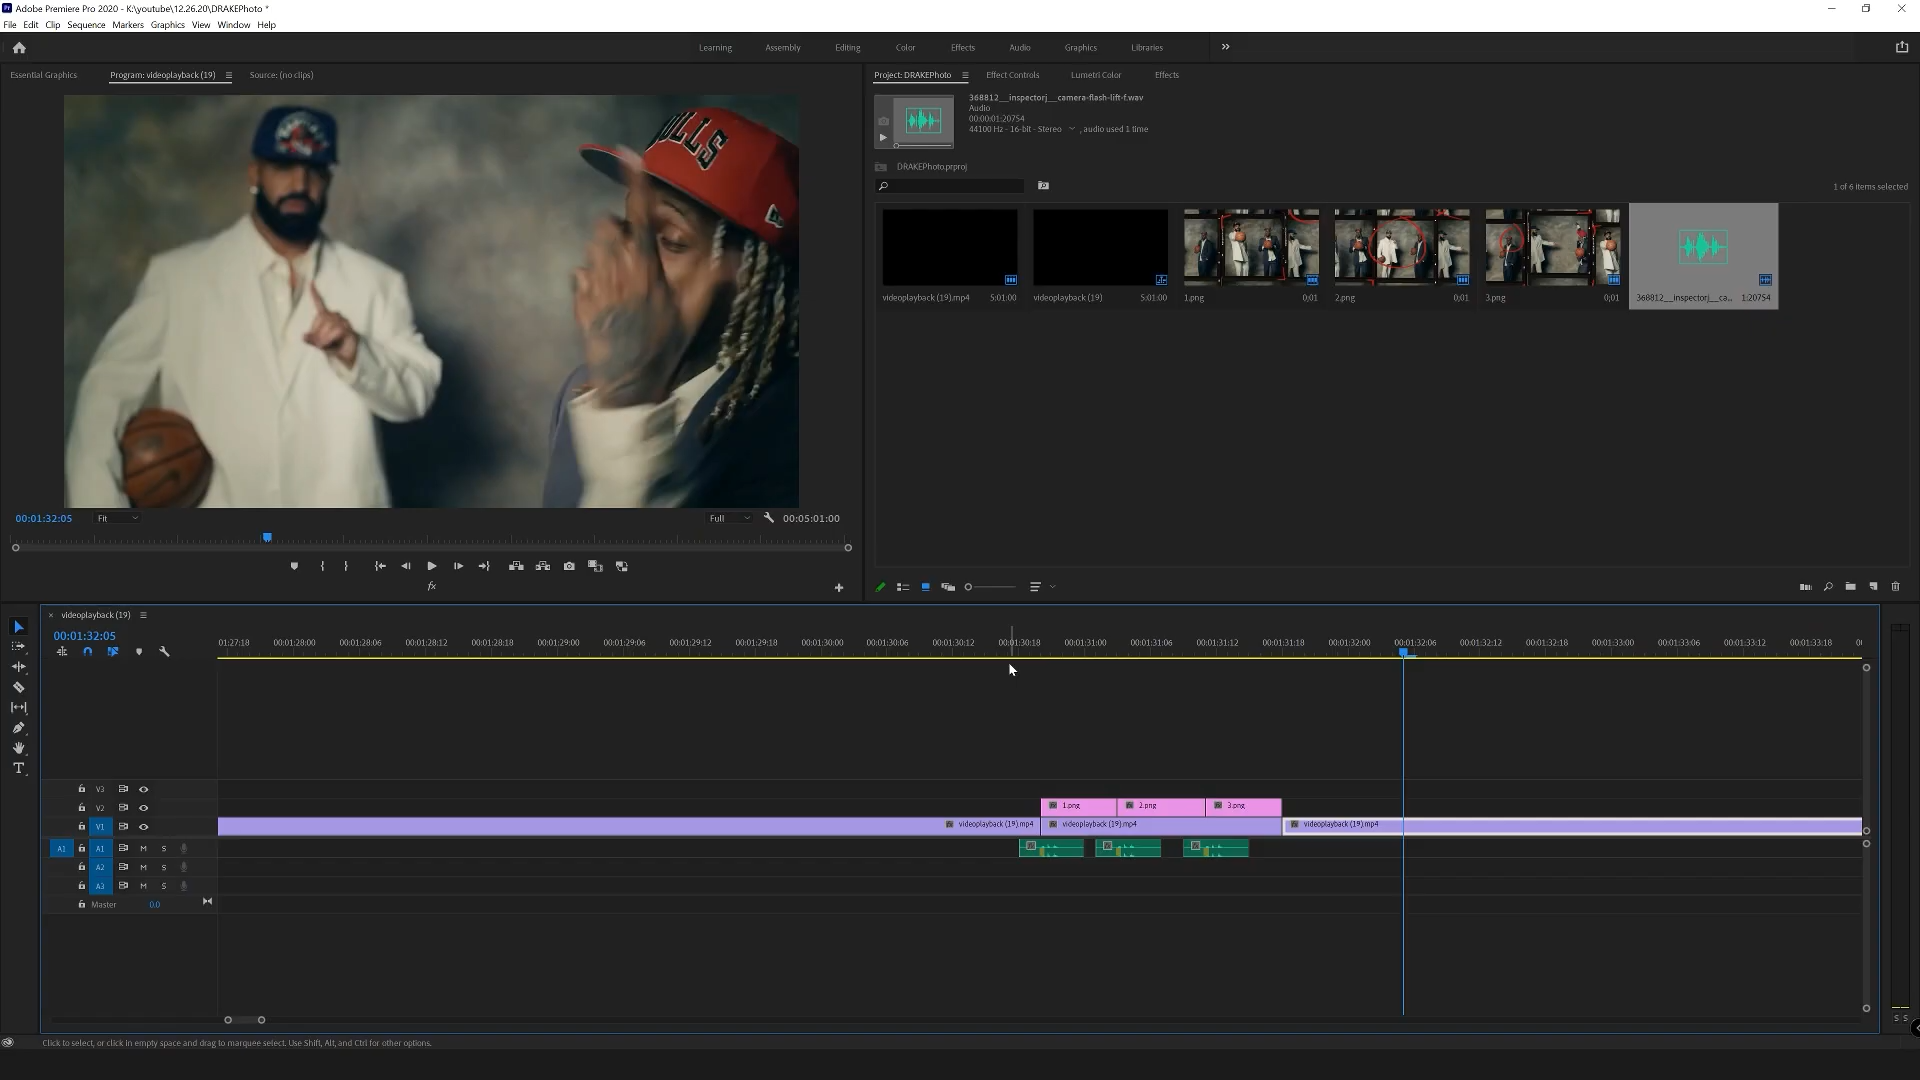 Adobe Premiere Pro 2020 - K:\youtube\12.26.20\DRAKEPhoto *
File Edit Clip Sequence Markers Graphics View Window Help
Learning Assembly Editing Color Effects Audio Graphics Libraries
Essential Graphics Program: videoplayback (19) Source: (no clips)
Project: DRAKEPhoto Effect Controls Lumetri Color Effects
368812__inspectorj__camera-flash-lift-f.wav
Audio
00:00:01:20754
44100 Hz - 16-bit - Stereo , audio used 1 time
DRAKEPhoto.prproj
1 of 6 items selected
BULLS
videoplayback (19).mp4 5:01:00 videoplayback (19) 5:01:00 1.png 0;01 2.png 0;01 3.png 0;01 368812__inspectorj__ca... 1:20754
00:01:32:05 Fit Full 00:05:01:00
fx
videoplayback (19)
00:01:32:05
01:27:18 00:01:28:00 00:01:28:06 00:01:28:12 00:01:28:18 00:01:29:00 00:01:29:06 00:01:29:12 00:01:29:18 00:01:30:00 00:01:30:06 00:01:30:12 00:01:30:18 00:01:31:00 00:01:31:06 00:01:31:12 00:01:31:18 00:01:32:00 00:01:32:06 00:01:32:12 00:01:32:18 00:01:33:00 00:01:33:06 00:01:33:12 00:01:33:18 00
V3
V2 1.png 2.png 3.png
V1 videoplayback (19).mp4 videoplayback (19).mp4 videoplayback (19).mp4
A1 A1 M S
A2 M S
A3 M S
Master 0.0
S S
Click to select, or click in empty space and drag to marquee select. Use Shift, Alt, and Ctrl for other options.